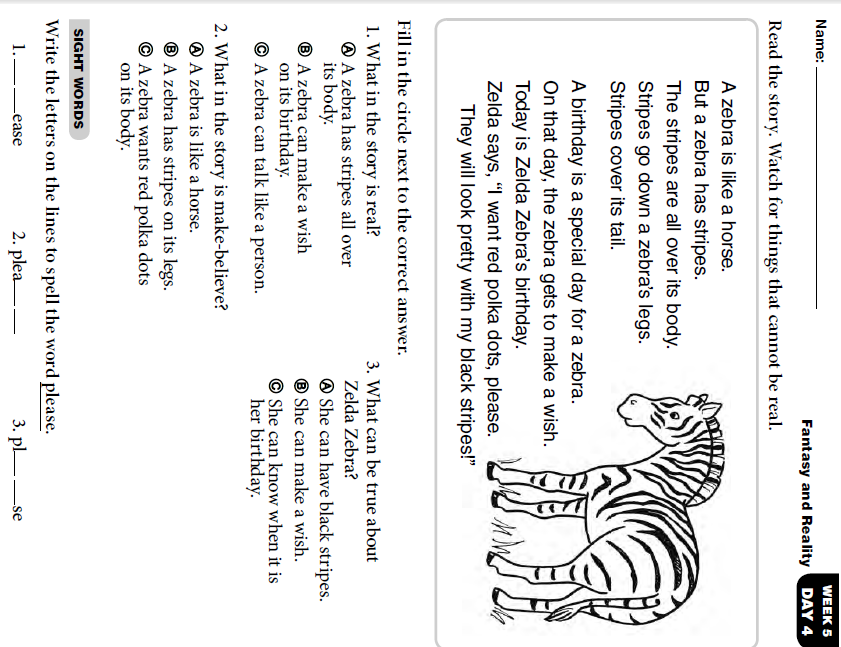 Name: ____________
WEEK 5
DAY 4
Fantasy and Reality
Read the story. Watch for things that cannot be real.
A zebra is like a horse.
But a zebra has stripes.
The stripes are all over its body.
Stripes go down a zebra’s legs.
Stripes cover its tail.
A birthday is a special day for a zebra.
On that day, the zebra gets to make a wish.
Today is Zelda Zebra’s birthday.
Zelda says, “I want red polka dots, please.
They will look pretty with my black stripes!”
Fill in the circle next to the correct answer.
1. What in the story is real?
Ⓐ A zebra has stripes all over
its body.
Ⓑ A zebra can make a wish
on its birthday.
Ⓒ A zebra can talk like a person.
2. What in the story is make-believe?
Ⓐ A zebra is like a horse.
Ⓑ A zebra has stripes on its legs.
Ⓒ A zebra wants red polka dots
on its body.
3. What can be true about
Zelda Zebra?
Ⓐ She can have black stripes.
Ⓑ She can make a wish.
Ⓒ She can know when it is
her birthday.
SIGHT WORDS
Write the letters on the lines to spell the word please.
1. __ __ease
2. plea__ __
3. pl__ __se